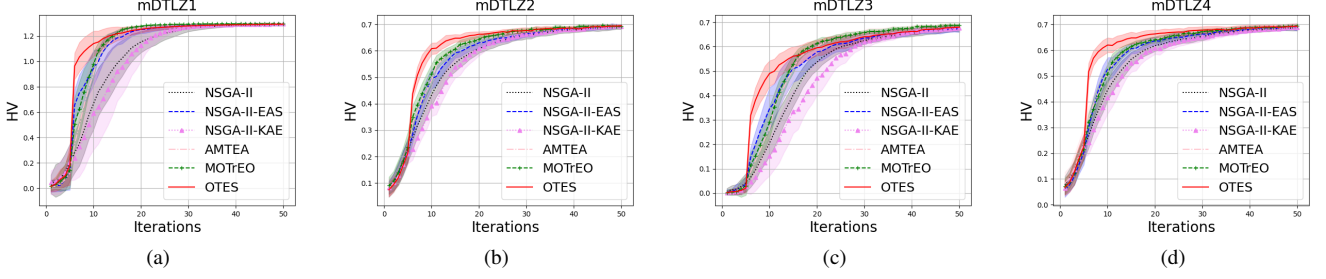 mDTLZ1
HV
1.2
1.0
0.8
0.6
0.4
0.2
0.0
NSGA-II
NSGA-II-EAS
NSGA-II-KAE
AMTEA
MOTrEO
OTES
0 10 20 30 40 50
Iterations
(a)
mDTLZ2
HV
0.7
0.6
0.5
0.4
0.3
0.2
0.1
NSGA-II
NSGA-II-EAS
NSGA-II-KAE
AMTEA
MOTrEO
OTES
0 10 20 30 40 50
Iterations
(b)
mDTLZ3
HV
0.7
0.6
0.5
0.4
0.3
0.2
0.1
0.0
NSGA-II
NSGA-II-EAS
NSGA-II-KAE
AMTEA
MOTrEO
OTES
0 10 20 30 40 50
Iterations
(c)
mDTLZ4
HV
0.7
0.6
0.5
0.4
0.3
0.2
0.1
0.0
NSGA-II
NSGA-II-EAS
NSGA-II-KAE
AMTEA
MOTrEO
OTES
0 10 20 30 40 50
Iterations
(d)